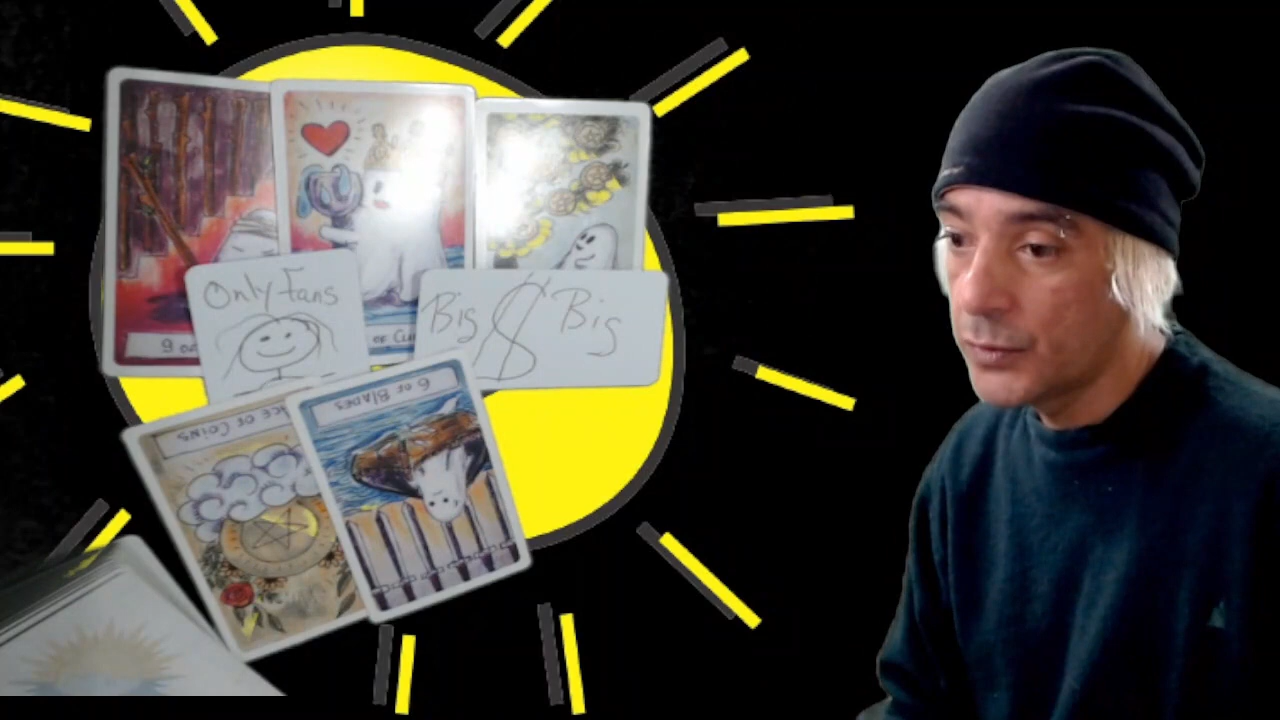 9 OF
OF CU
Only Fans
Big $ Big
ACE OF COINS
6 OF BLADES